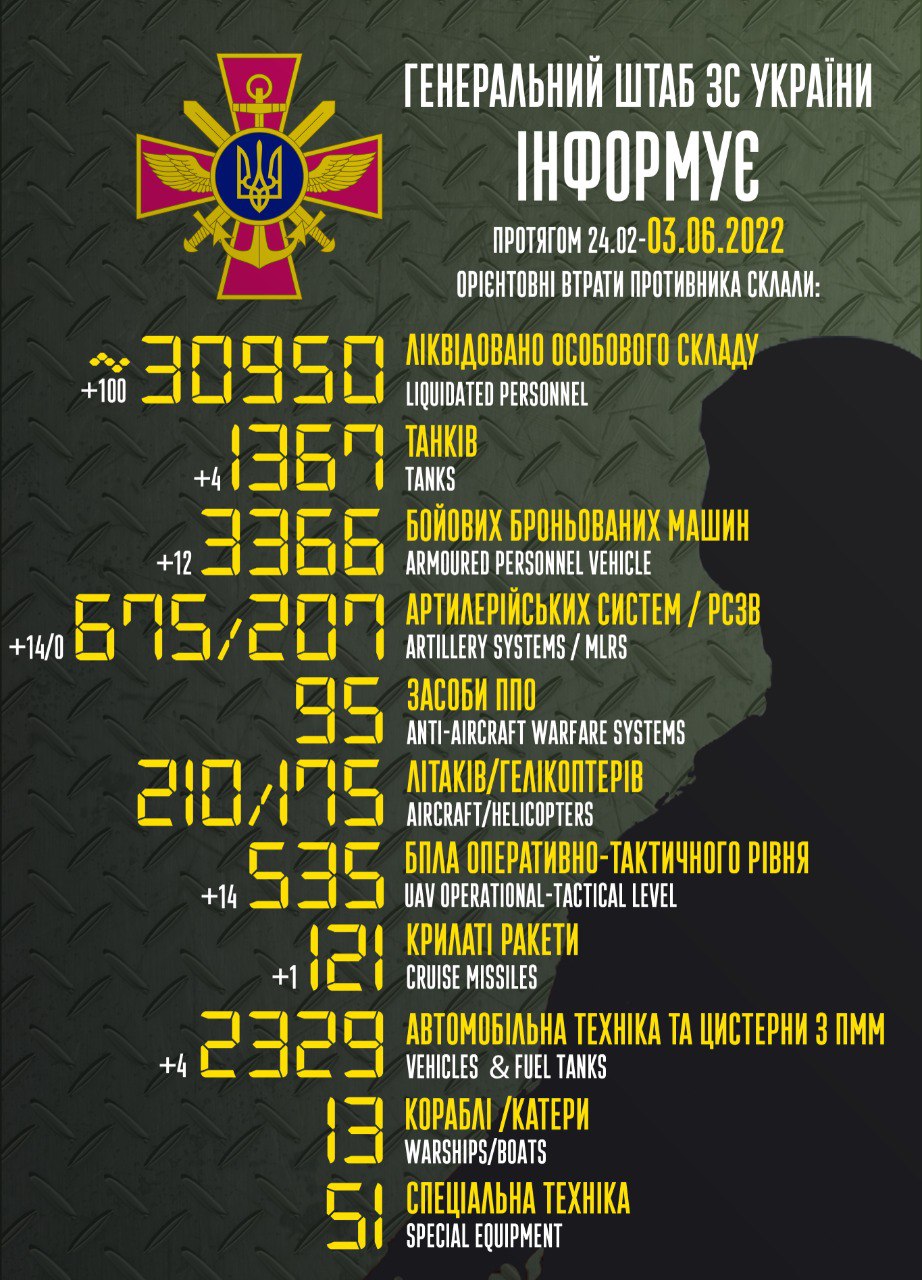 ГЕНЕРАЛЬНИЙ ШТАБ ЗС УКРАЇНИ
ІНФОРМУЄ
ПРОТЯГОМ 24.02-03.06.2022
ОРІЄНТОВНІ ВТРАТИ ПРОТИВНИКА СКЛАЛИ:
+100 ~30950 ЛІКВІДОВАНО ОСОБОВОГО СКЛАДУ
LIQUIDATED PERSONNEL
+4 1367 ТАНКІВ
TANKS
+12 3366 БОЙОВИХ БРОНЬОВАНИХ МАШИН
ARMOURED PERSONNEL VEHICLE
+14/0 675/207 АРТИЛЕРІЙСЬКИХ СИСТЕМ / РСЗВ
ARTILLERY SYSTEMS / MLRS
95 ЗАСОБИ ППО
ANTI-AIRCRAFT WARFARE SYSTEMS
210/175 ЛІТАКІВ/ГЕЛІКОПТЕРІВ
AIRCRAFT/HELICOPTERS
+14 535 БПЛА ОПЕРАТИВНО-ТАКТИЧНОГО РІВНЯ
UAV OPERATIONAL-TACTICAL LEVEL
+1 121 КРИЛАТІ РАКЕТИ
CRUISE MISSILES
+4 2329 АВТОМОБІЛЬНА ТЕХНІКА ТА ЦИСТЕРНИ З ПММ
VEHICLES & FUEL TANKS
13 КОРАБЛІ /КАТЕРИ
WARSHIPS/BOATS
51 СПЕЦІАЛЬНА ТЕХНІКА
SPECIAL EQUIPMENT